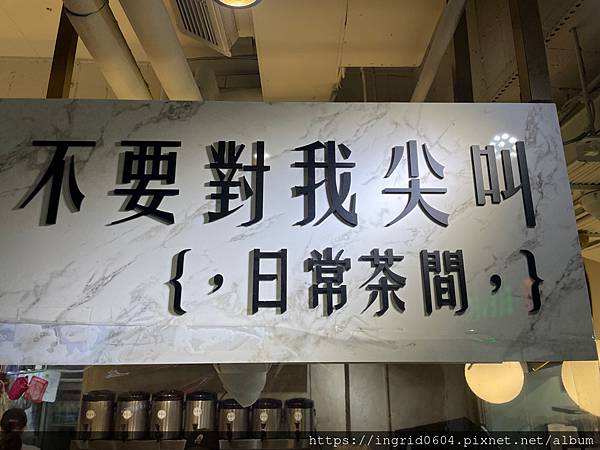 不要對我尖叫
{,日常茶間,}
https://ingrid0604.pixnet.net/album